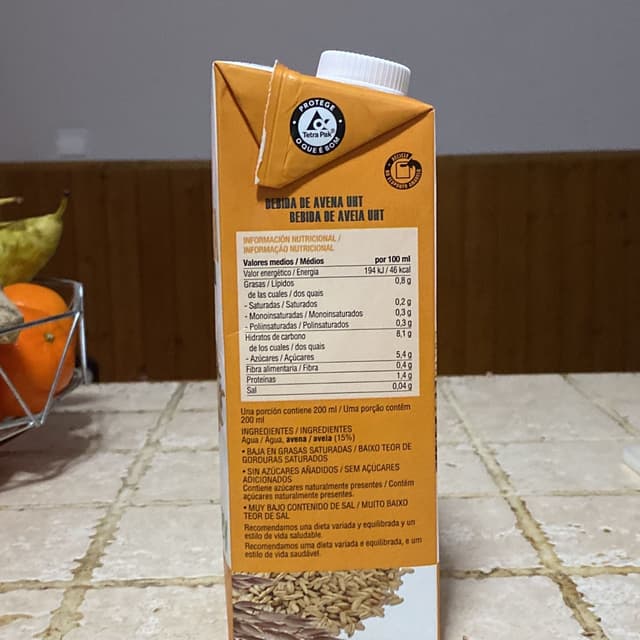 PROTEGE
Tetra Pak®
O QUE É BOM
RECICLA
BEBIDA DE AVENA UHT
BEBIDA DE AVEIA UHT
INFORMACIÓN NUTRICIONAL /
INFORMAÇÃO NUTRICIONAL
Valores medios / Médios por 100 ml
Valor energético / Energia 194 kJ / 46 kcal
Grasas / Lípidos 0,8 g
de las cuales / dos quais
- Saturadas / Saturados 0,2 g
- Monoinsaturadas / Monoinsaturados 0,3 g
- Poliinsaturadas / Polinsaturados 0,3 g
Hidratos de carbono 8,1 g
de los cuales / dos quais
- Azúcares / Açúcares 5,4 g
Fibra alimentaria / Fibra 0,4 g
Proteinas 1,4 g
Sal 0,04 g
Una porción contiene 200 ml / Uma porção contêm
200 ml
INGREDIENTES / INGREDIENTES
Agua / Água, avena / aveia (15%)
• BAJA EN GRASAS SATURADAS / BAIXO TEOR DE
GORDURAS SATURADOS
• SIN AZÚCARES AÑADIDOS / SEM AÇÚCARES
ADICIONADOS
Contiene azúcares naturalmente presentes / Contém
açúcares naturalmente presentes.
• MUY BAJO CONTENIDO DE SAL / MUITO BAIXO
TEOR DE SAL
Recomendamos una dieta variada y equilibrada y un
estilo de vida saludable.
Recomendamos uma dieta variada e equilibrada, e um
estilo de vida saudável.